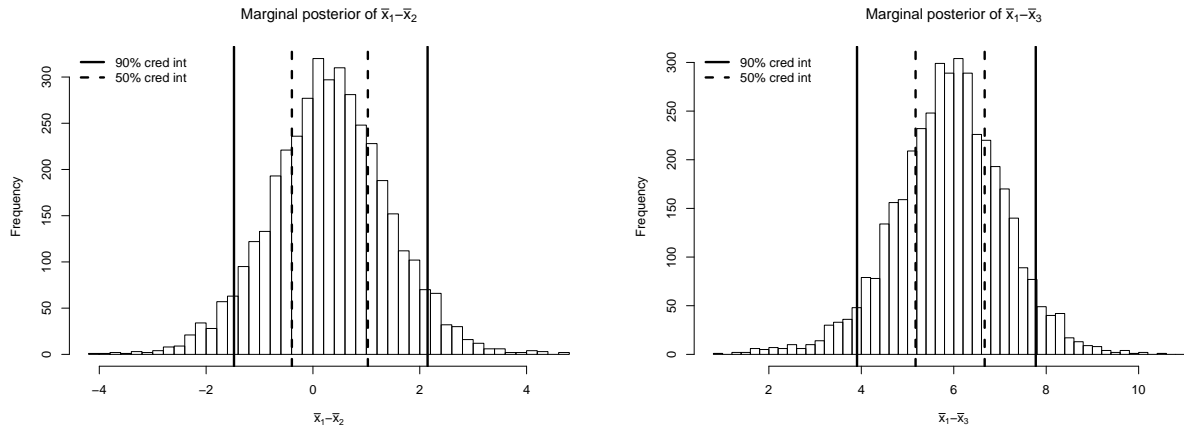 Marginal posterior of x̄₁−x̄₂
90% cred int
50% cred int
Frequency
300
250
200
150
100
50
0
−4 −2 0 2 4
x̄₁−x̄₂
Marginal posterior of x̄₁−x̄₃
90% cred int
50% cred int
Frequency
300
250
200
150
100
50
0
2 4 6 8 10
x̄₁−x̄₃